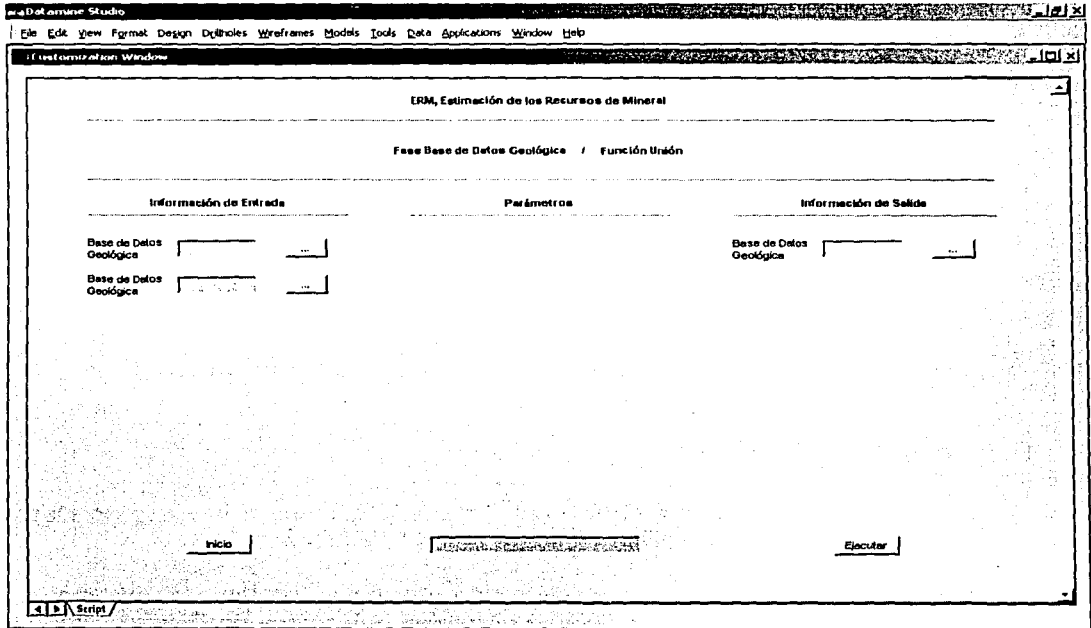 Datamine Studio
File Edit View Format Design Drillholes Wireframes Models Tools Data Applications Window Help
Customization Window
ERM, Estimación de los Recursos de Mineral
Fase Base de Datos Geológica / Función Unión
Información de Entrada Parámetros Información de Salida
Base de Datos Geológica ... Base de Datos Geológica ...
Base de Datos Geológica ...
Inicio Ejecutar
Script